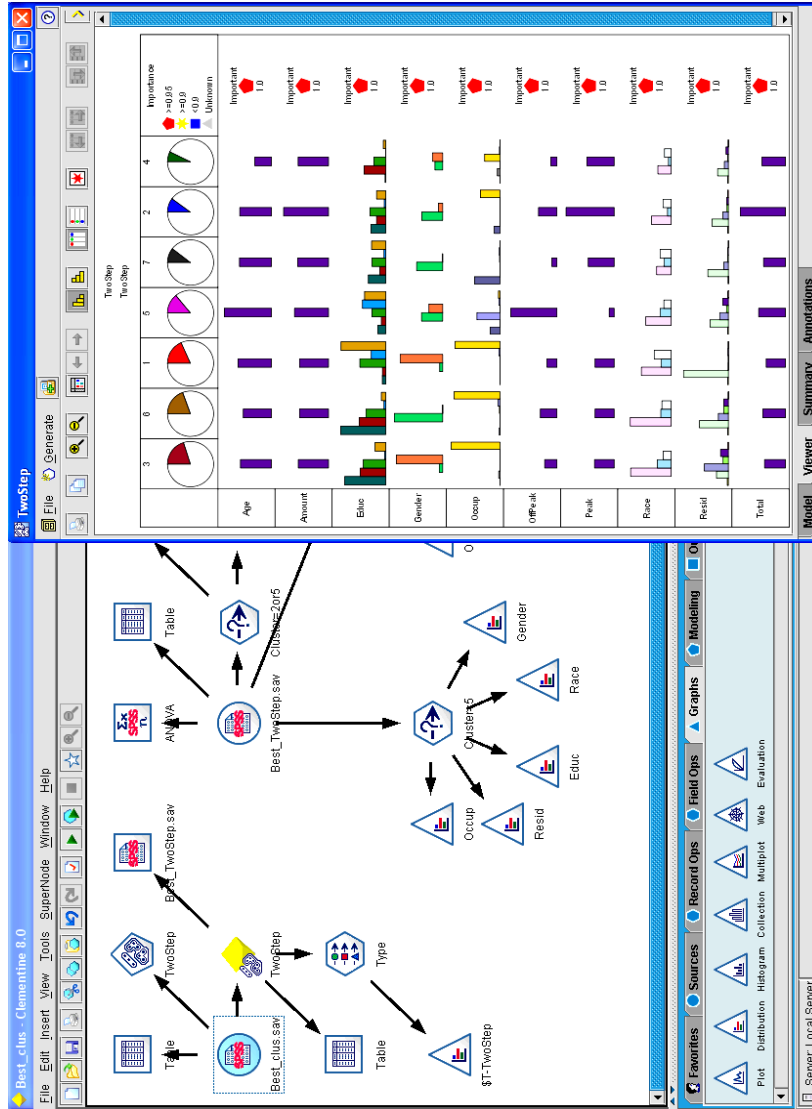 Best_clus - Clementine 8.0
File Edit Insert View Tools SuperNode Window Help
Table
TwoStep
Best_TwoStep.sav
ANOVA
Table
Best_clus.sav
TwoStep
Best_TwoStep.sav
Cluster=2or5
Table
Type
$T-TwoStep
Occup
Cluster=5
Resid
Educ
Race
Gender
O
Favorites Sources Record Ops Field Ops Graphs Modeling Ou
Plot Distribution Histogram Collection Multiplot Web Evaluation
Server: Local Server
TwoStep
File Generate
TwoStep
TwoStep
3 6 1 5 7 2 4 Importance
>=0.95
>=0.9
<0.9
Unknown
Age Important 1.0
Amount Important 1.0
Educ Important 1.0
Gender Important 1.0
Occup Important 1.0
OffPeak Important 1.0
Peak Important 1.0
Race Important 1.0
Resid Important 1.0
Total Important 1.0
Model Viewer Summary Annotations